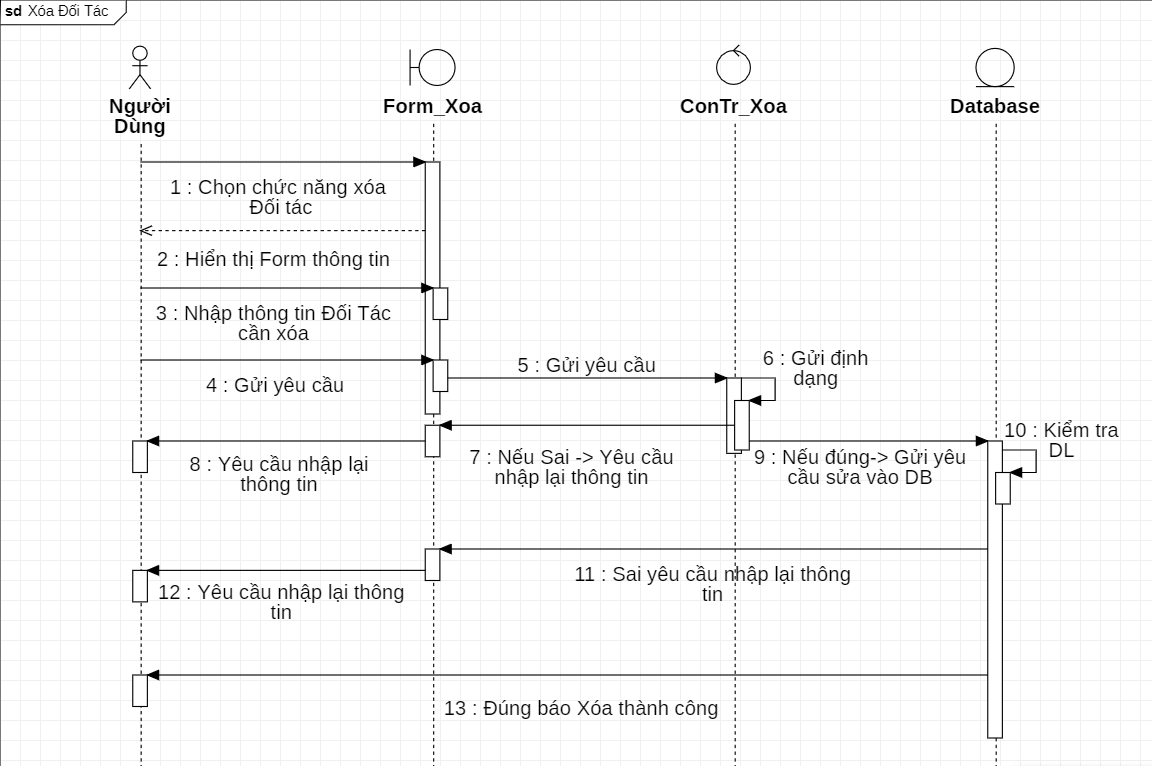 sd Xóa Đối Tác
Người
Dùng
Form_Xoa
ConTr_Xoa
Database
1 : Chọn chức năng xóa
Đối tác
2 : Hiển thị Form thông tin
3 : Nhập thông tin Đối Tác
cần xóa
4 : Gửi yêu cầu
5 : Gửi yêu cầu
6 : Gửi định
dạng
7 : Nếu Sai -> Yêu cầu
nhập lại thông tin
8 : Yêu cầu nhập lại
thông tin
9 : Nếu đúng-> Gửi yêu
cầu sửa vào DB
10 : Kiểm tra
DL
11 : Sai yêu cầu nhập lại thông
tin
12 : Yêu cầu nhập lại thông
tin
13 : Đúng báo Xóa thành công